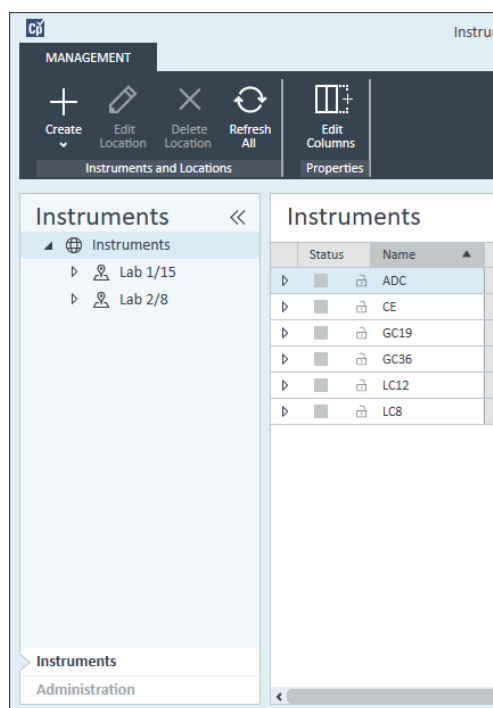 Cp
Instru
MANAGEMENT
Create
Edit Location
Delete Location
Refresh All
Edit Columns
Instruments and Locations
Properties
Instruments
Instruments
Lab 1/15
Lab 2/8
Instruments
Administration
Instruments
Status Name
ADC
CE
GC19
GC36
LC12
LC8